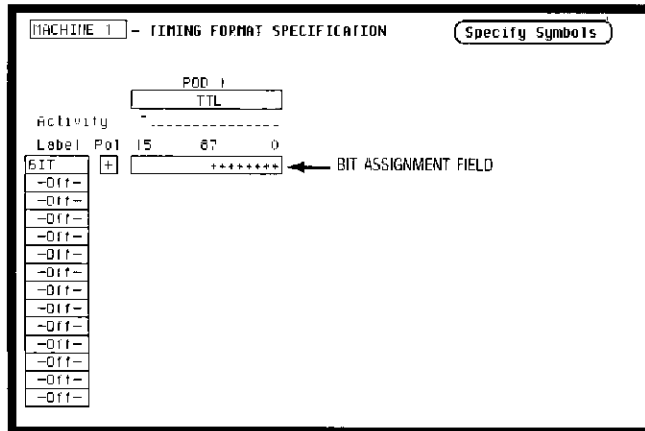 MACHINE 1 – TIMING FORMAT SPECIFICATION
Specify Symbols
POD 1
TTL
Activity
Label Pol 15 87 0
BIT + ++++++++
BIT ASSIGNMENT FIELD
-Off-
-Off-
-Off-
-Off-
-Off-
-Off-
-Off-
-Off-
-Off-
-Off-
-Off-
-Off-
-Off-